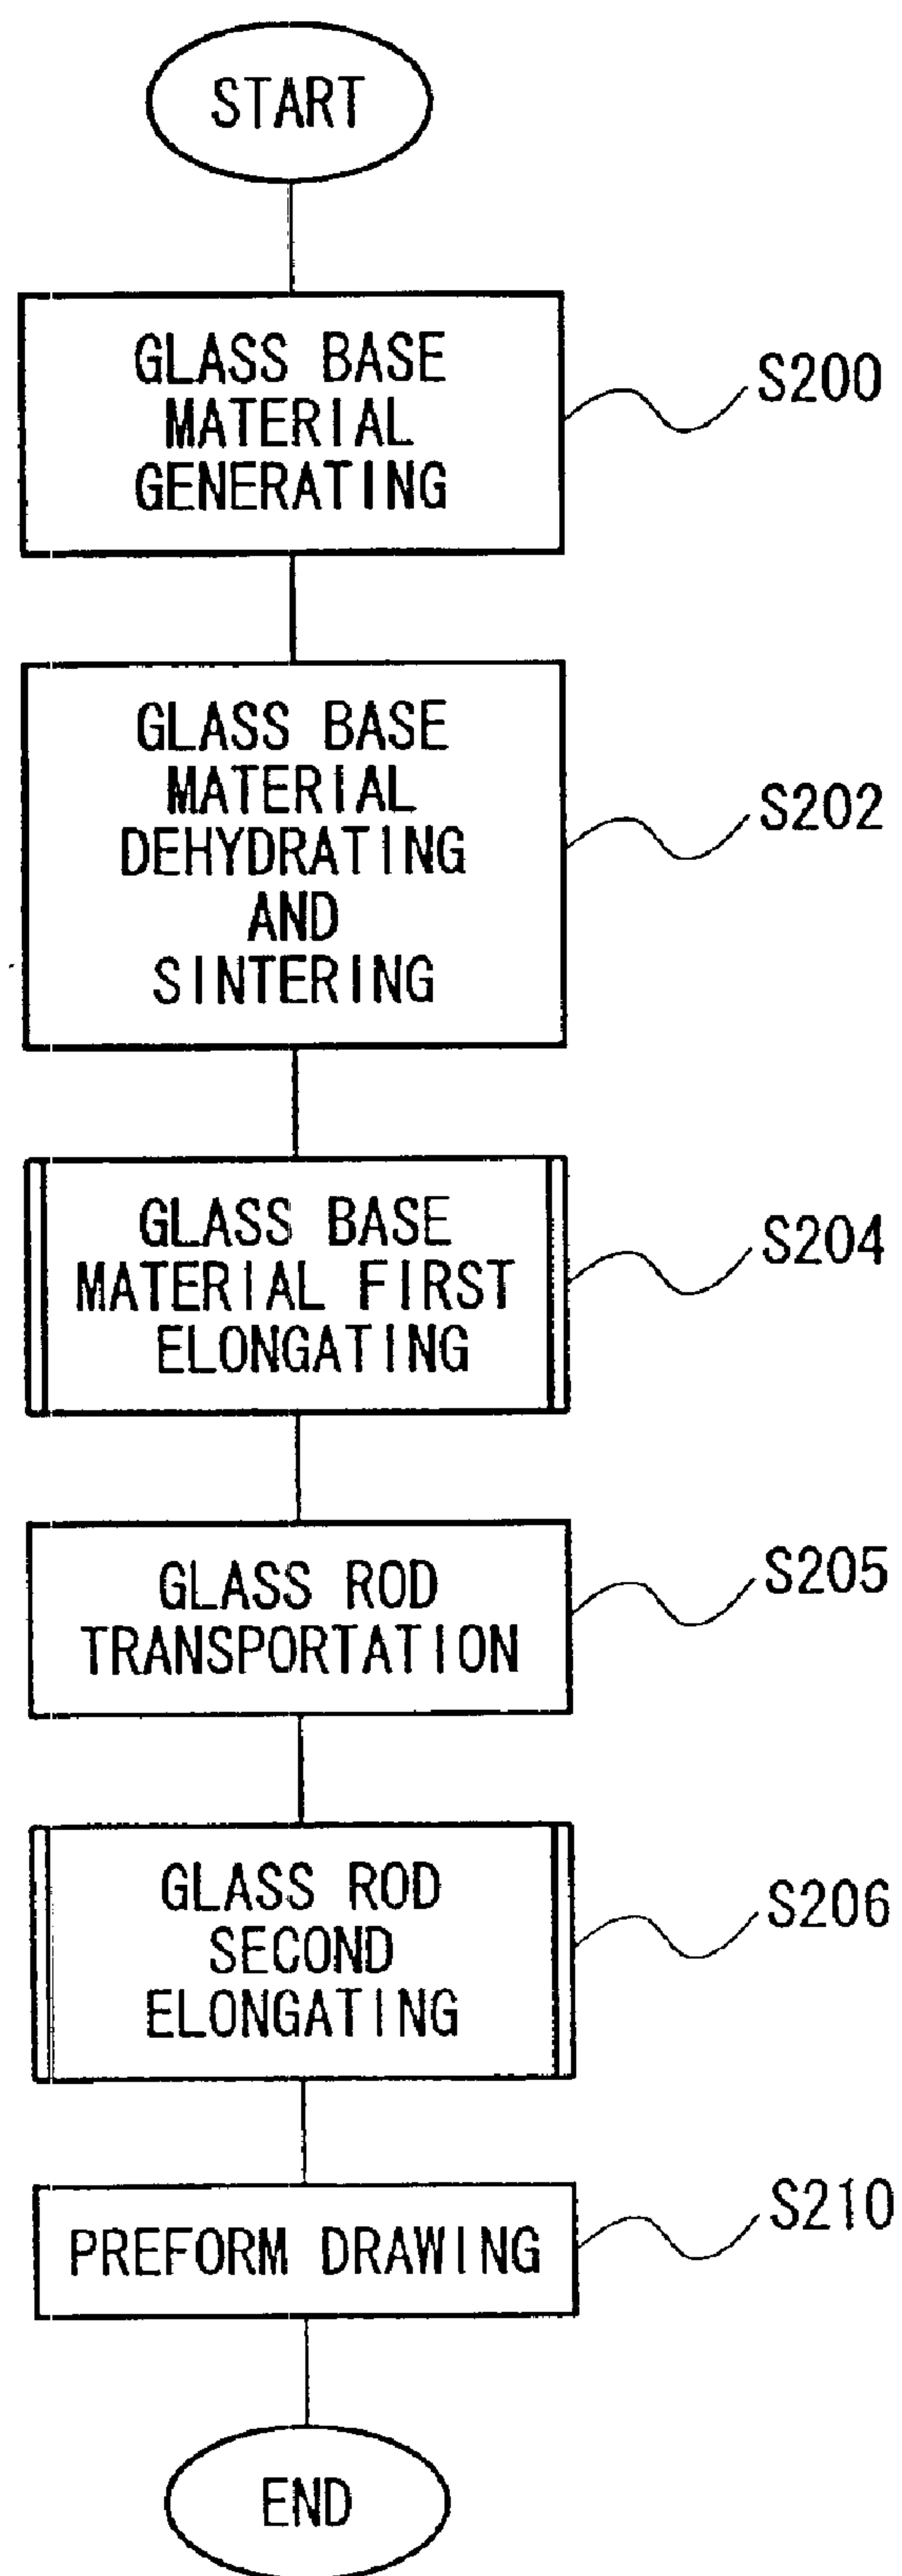 START
GLASS BASE
MATERIAL
GENERATING
S200
GLASS BASE
MATERIAL
DEHYDRATING
AND
SINTERING
S202
GLASS BASE
MATERIAL FIRST
ELONGATING
S204
GLASS ROD
TRANSPORTATION
S205
GLASS ROD
SECOND
ELONGATING
S206
PREFORM DRAWING
S210
END